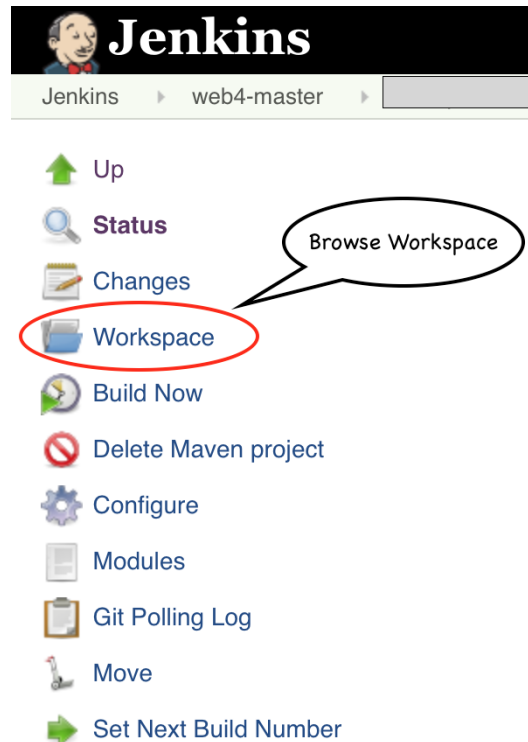 Jenkins
Jenkins web4-master
Up
Status
Browse Workspace
Changes
Workspace
Build Now
Delete Maven project
Configure
Modules
Git Polling Log
Move
Set Next Build Number